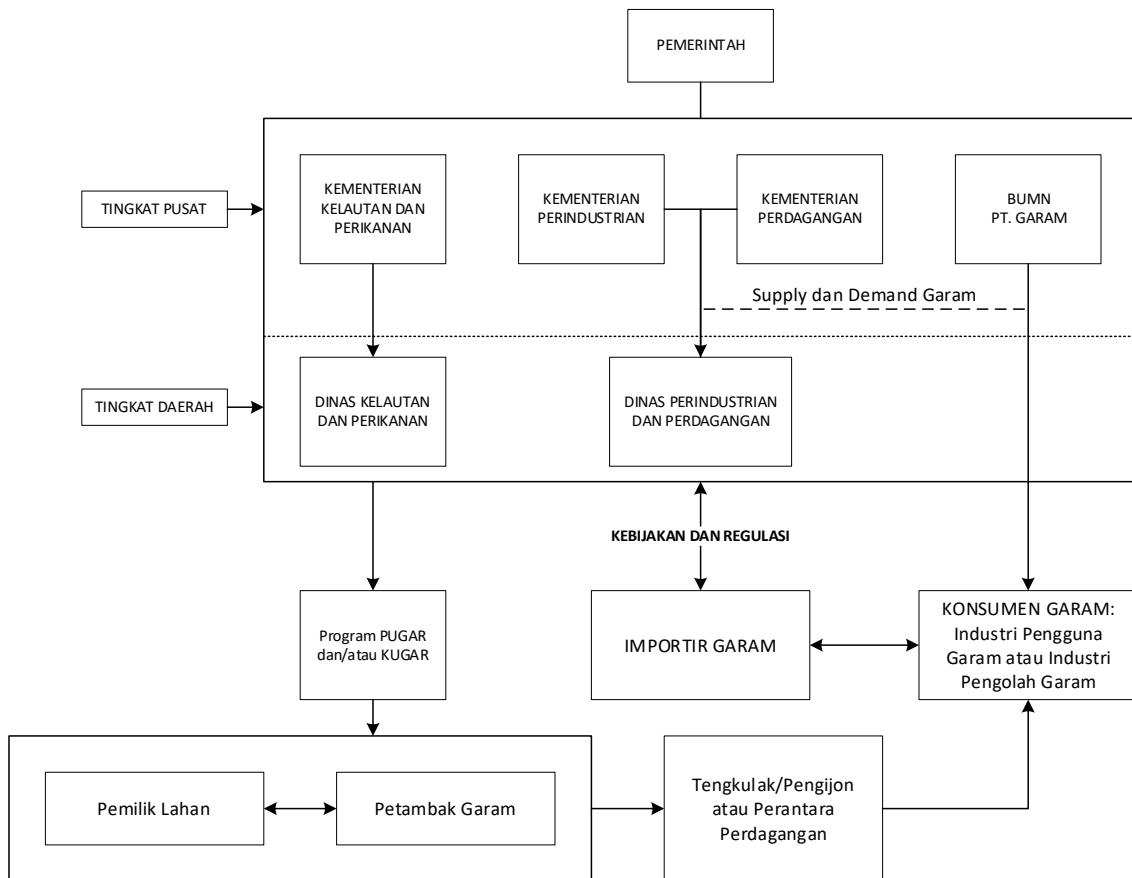 PEMERINTAH
TINGKAT PUSAT
KEMENTERIAN
KELAUTAN DAN
PERIKANAN
KEMENTERIAN
PERINDUSTRIAN
KEMENTERIAN
PERDAGANGAN
BUMN
PT. GARAM
Supply dan Demand Garam
TINGKAT DAERAH
DINAS KELAUTAN
DAN PERIKANAN
DINAS PERINDUSTRIAN
DAN PERDAGANGAN
KEBIJAKAN DAN REGULASI
Program PUGAR
dan/atau KUGAR
IMPORTIR GARAM
KONSUMEN GARAM:
Industri Pengguna
Garam atau Industri
Pengolah Garam
Pemilik Lahan
Petambak Garam
Tengkulak/Pengijon
atau Perantara
Perdagangan